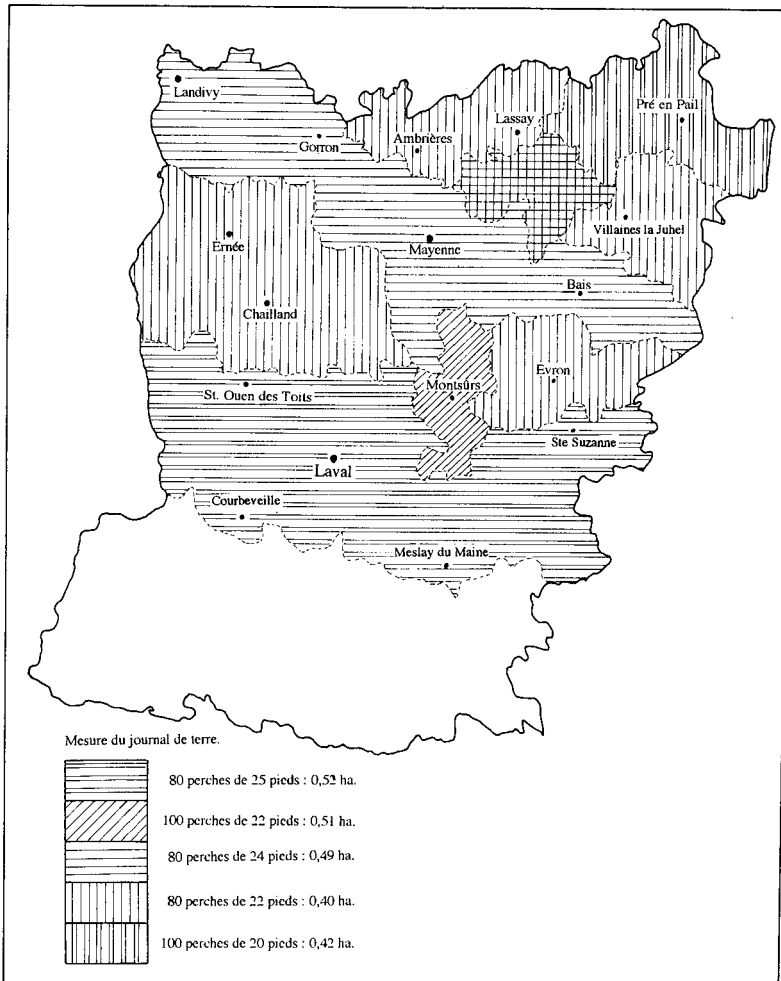 Landivy
Pré en Pail
Lassay
Ambrières
Gorron
Villaines la Juhel
Ernée
Mayenne
Bais
Chailland
Evron
St. Ouen des Toits
Montsûrs
Ste Suzanne
Laval
Courbeveille
Meslay du Maine
Mesure du journal de terre.
80 perches de 25 pieds : 0,52 ha.
100 perches de 22 pieds : 0,51 ha.
80 perches de 24 pieds : 0,49 ha.
80 perches de 22 pieds : 0,40 ha.
100 perches de 20 pieds : 0,42 ha.